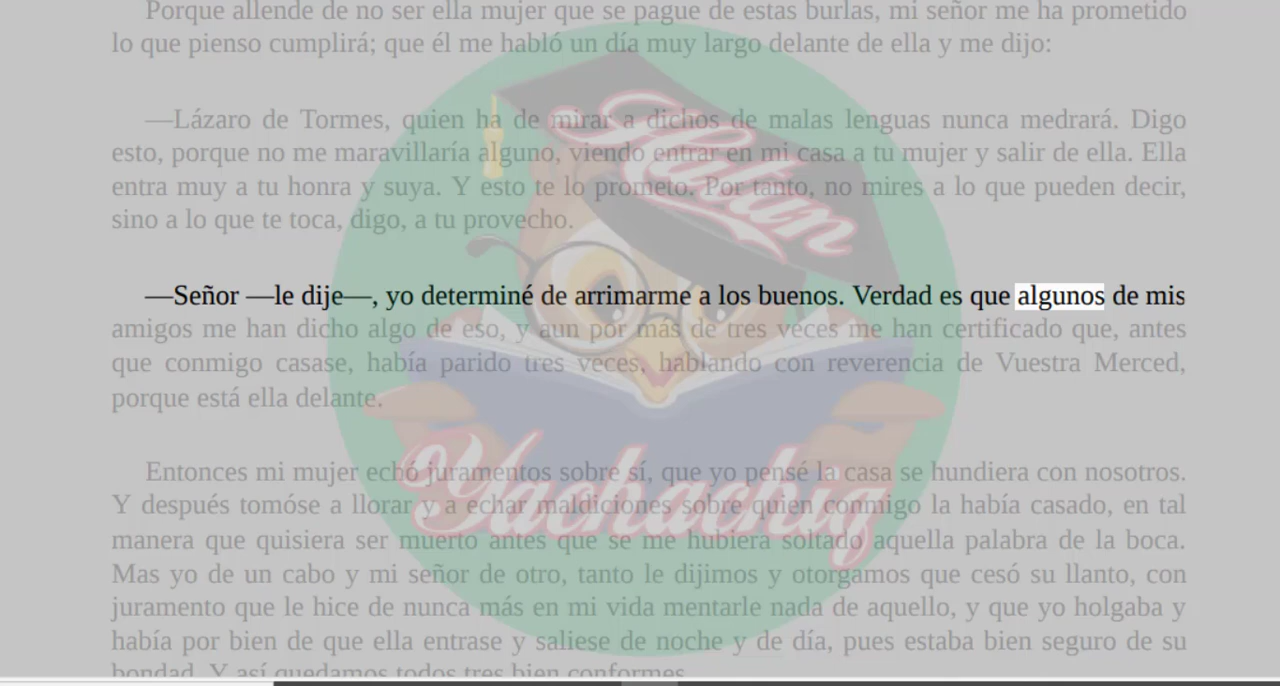 Porque allende de no ser ella mujer que se pague de estas burlas, mi señor me ha prometido
lo que pienso cumplirá; que él me habló un día muy largo delante de ella y me dijo:
—Lázaro de Tormes, quien ha de mirar a dichos de malas lenguas nunca medrará. Digo
esto, porque no me maravillaría alguno, viendo entrar en mi casa a tu mujer y salir de ella. Ella
entra muy a tu honra y suya. Y esto te lo prometo. Por tanto, no mires a lo que pueden decir,
sino a lo que te toca, digo, a tu provecho.
Hatun
—Señor —le dije—, yo determiné de arrimarme a los buenos. Verdad es que algunos de mis
amigos me han dicho algo de eso, y aun por más de tres veces me han certificado que, antes
que conmigo casase, había parido tres veces, hablando con reverencia de Vuestra Merced,
porque está ella delante.
Entonces mi mujer echó juramentos sobre sí, que yo pensé la casa se hundiera con nosotros.
Y después tomóse a llorar y a echar maldiciones sobre quien conmigo la había casado, en tal
Yachachiq
manera que quisiera ser muerto antes que se me hubiera soltado aquella palabra de la boca.
Mas yo de un cabo y mi señor de otro, tanto le dijimos y otorgamos que cesó su llanto, con
juramento que le hice de nunca más en mi vida mentarle nada de aquello, y que yo holgaba y
había por bien de que ella entrase y saliese de noche y de día, pues estaba bien seguro de su
bondad. Y así quedamos todos tres bien conformes.